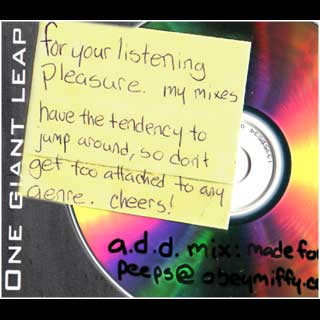 ONE GIANT LEAP
for your listening
pleasure. my mixes
have the tendency to
jump around, so don't
get too attached to any
genre. cheers!
a.d.d. mix: made for
peeps@obeymiffy.c